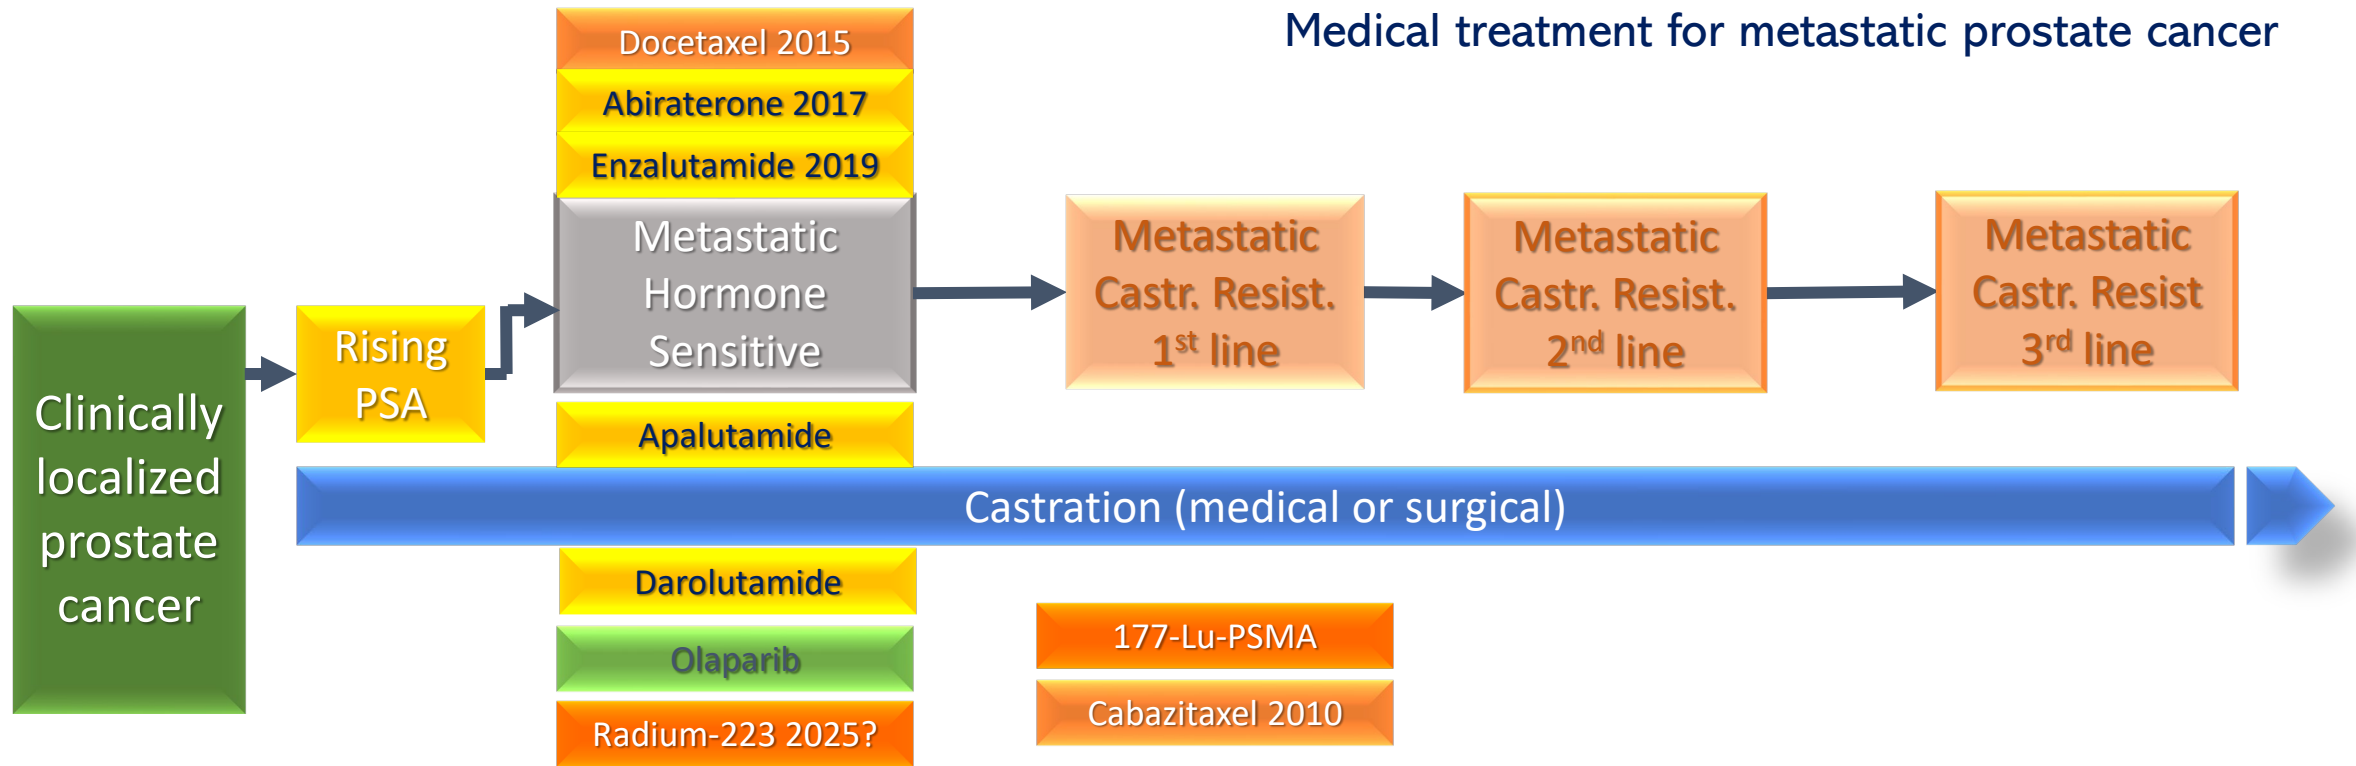 Medical treatment for metastatic prostate cancer
Docetaxel 2015
Abiraterone 2017
Enzalutamide 2019
Clinically
localized
prostate
cancer
Rising
PSA
Metastatic
Hormone
Sensitive
Metastatic
Castr. Resist.
1st line
Metastatic
Castr. Resist.
2nd line
Metastatic
Castr. Resist
3rd line
Apalutamide
Castration (medical or surgical)
Darolutamide
Olaparib
Radium-223 2025?
177-Lu-PSMA
Cabazitaxel 2010